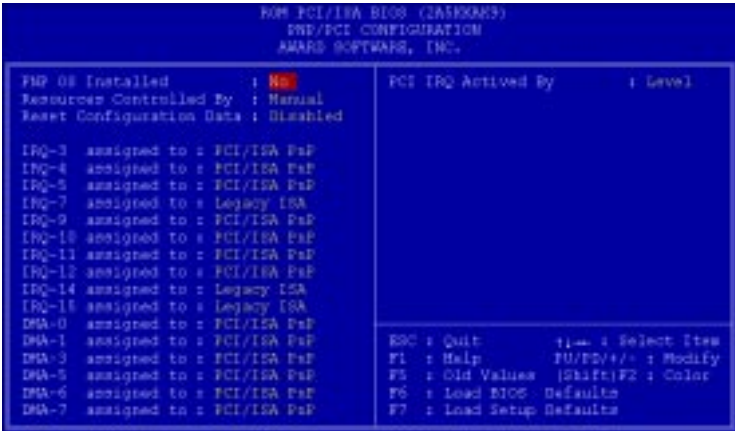 ROM PCI/ISA BIOS (2A5KKAK9)
PNP/PCI CONFIGURATION
AWARD SOFTWARE, INC.
PNP OS Installed : No
Resources Controlled By : Manual
Reset Configuration Data : Disabled
IRQ-3 assigned to : PCI/ISA PnP
IRQ-4 assigned to : PCI/ISA PnP
IRQ-5 assigned to : PCI/ISA PnP
IRQ-7 assigned to : Legacy ISA
IRQ-9 assigned to : PCI/ISA PnP
IRQ-10 assigned to : PCI/ISA PnP
IRQ-11 assigned to : PCI/ISA PnP
IRQ-12 assigned to : PCI/ISA PnP
IRQ-14 assigned to : Legacy ISA
IRQ-15 assigned to : Legacy ISA
DMA-0 assigned to : PCI/ISA PnP
DMA-1 assigned to : PCI/ISA PnP
DMA-3 assigned to : PCI/ISA PnP
DMA-5 assigned to : PCI/ISA PnP
DMA-6 assigned to : PCI/ISA PnP
DMA-7 assigned to : PCI/ISA PnP
PCI IRQ Actived By : Level
ESC : Quit ↑↓→← : Select Item
F1 : Help PU/PD/+/- : Modify
F5 : Old Values (Shift)F2 : Color
F6 : Load BIOS Defaults
F7 : Load Setup Defaults